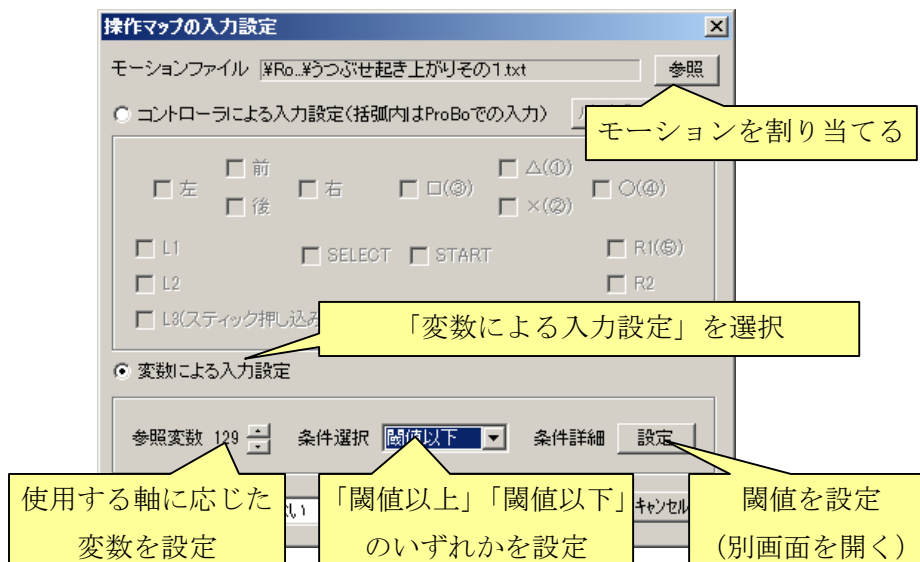 操作マップの入力設定
モーションファイル ¥Ro...¥うつぶせ起き上がりその1.txt 参照
コントローラによる入力設定(括弧内はProBoでの入力)
モーションを割り当てる
前 △(①)
左 右 □(③) ○(④)
後 ×(②)
L1 SELECT START R1(⑤)
L2 R2
L3(スティック押し込み
「変数による入力設定」を選択
変数による入力設定
参照変数 129 条件選択 閾値以下 条件詳細 設定
キャンセル
使用する軸に応じた
変数を設定
「閾値以上」「閾値以下」
のいずれかを設定
閾値を設定
(別画面を開く)